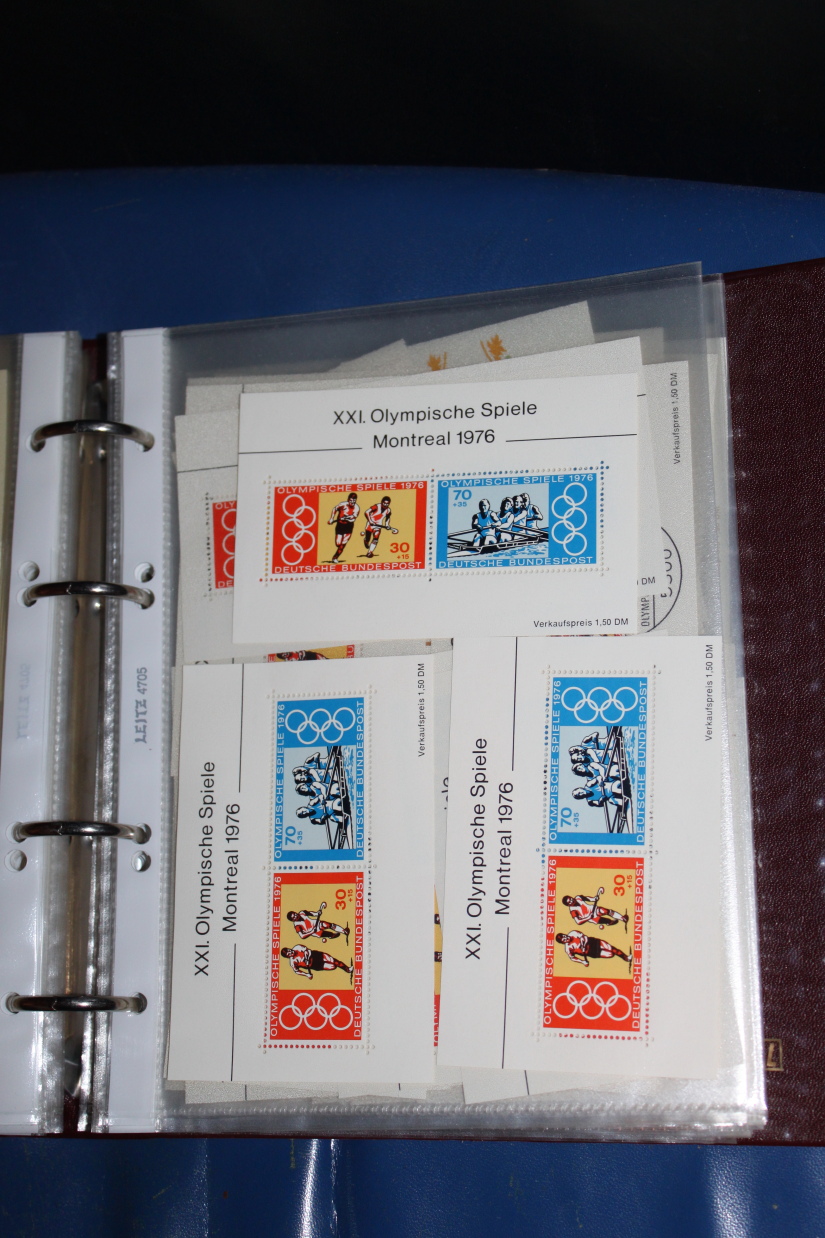 XXI. Olympische Spiele
Montreal 1976
OLYMPISCHE SPIELE 1976
30
+15
DEUTSCHE BUNDESPOST
OLYMPISCHE SPIELE 1976
70
+35
DEUTSCHE BUNDESPOST
Verkaufspreis 1,50 DM
Verkaufspreis 1,50 DM
DM
OLYMP.
5300
LEITZ 4705
XXI. Olympische Spiele
Montreal 1976
OLYMPISCHE SPIELE 1976
70
+35
DEUTSCHE BUNDESPOST
OLYMPISCHE SPIELE 1976
30
+15
DEUTSCHE BUNDESPOST
Verkaufspreis 1,50 DM
XXI. Olympische Spiele
Montreal 1976
OLYMPISCHE SPIELE 1976
70
+35
DEUTSCHE BUNDESPOST
OLYMPISCHE SPIELE 1976
30
+15
DEUTSCHE BUNDESPOST
Verkaufspreis 1,50 DM